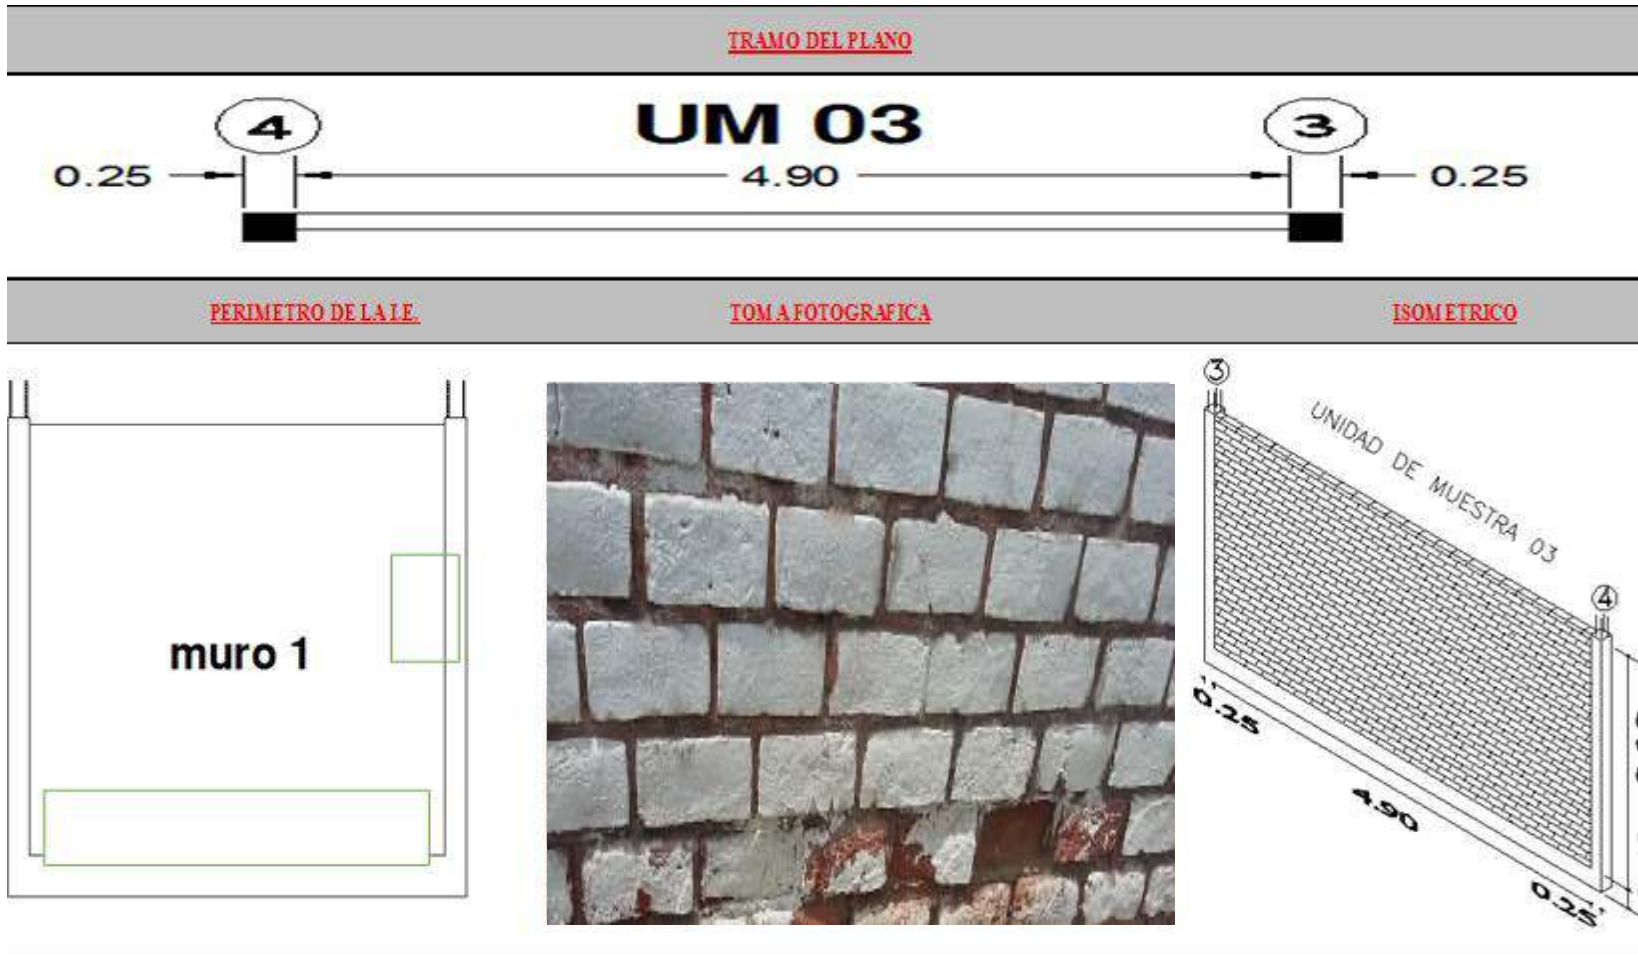 TRAMO DEL PLANO
4 UM 03 3
0.25 4.90 0.25
PERIMETRO DE LA I.E. TOMA FOTOGRAFICA ISOMETRICO
3
UNIDAD DE MUESTRA 03
4
muro 1
0.25
4.90
0.25